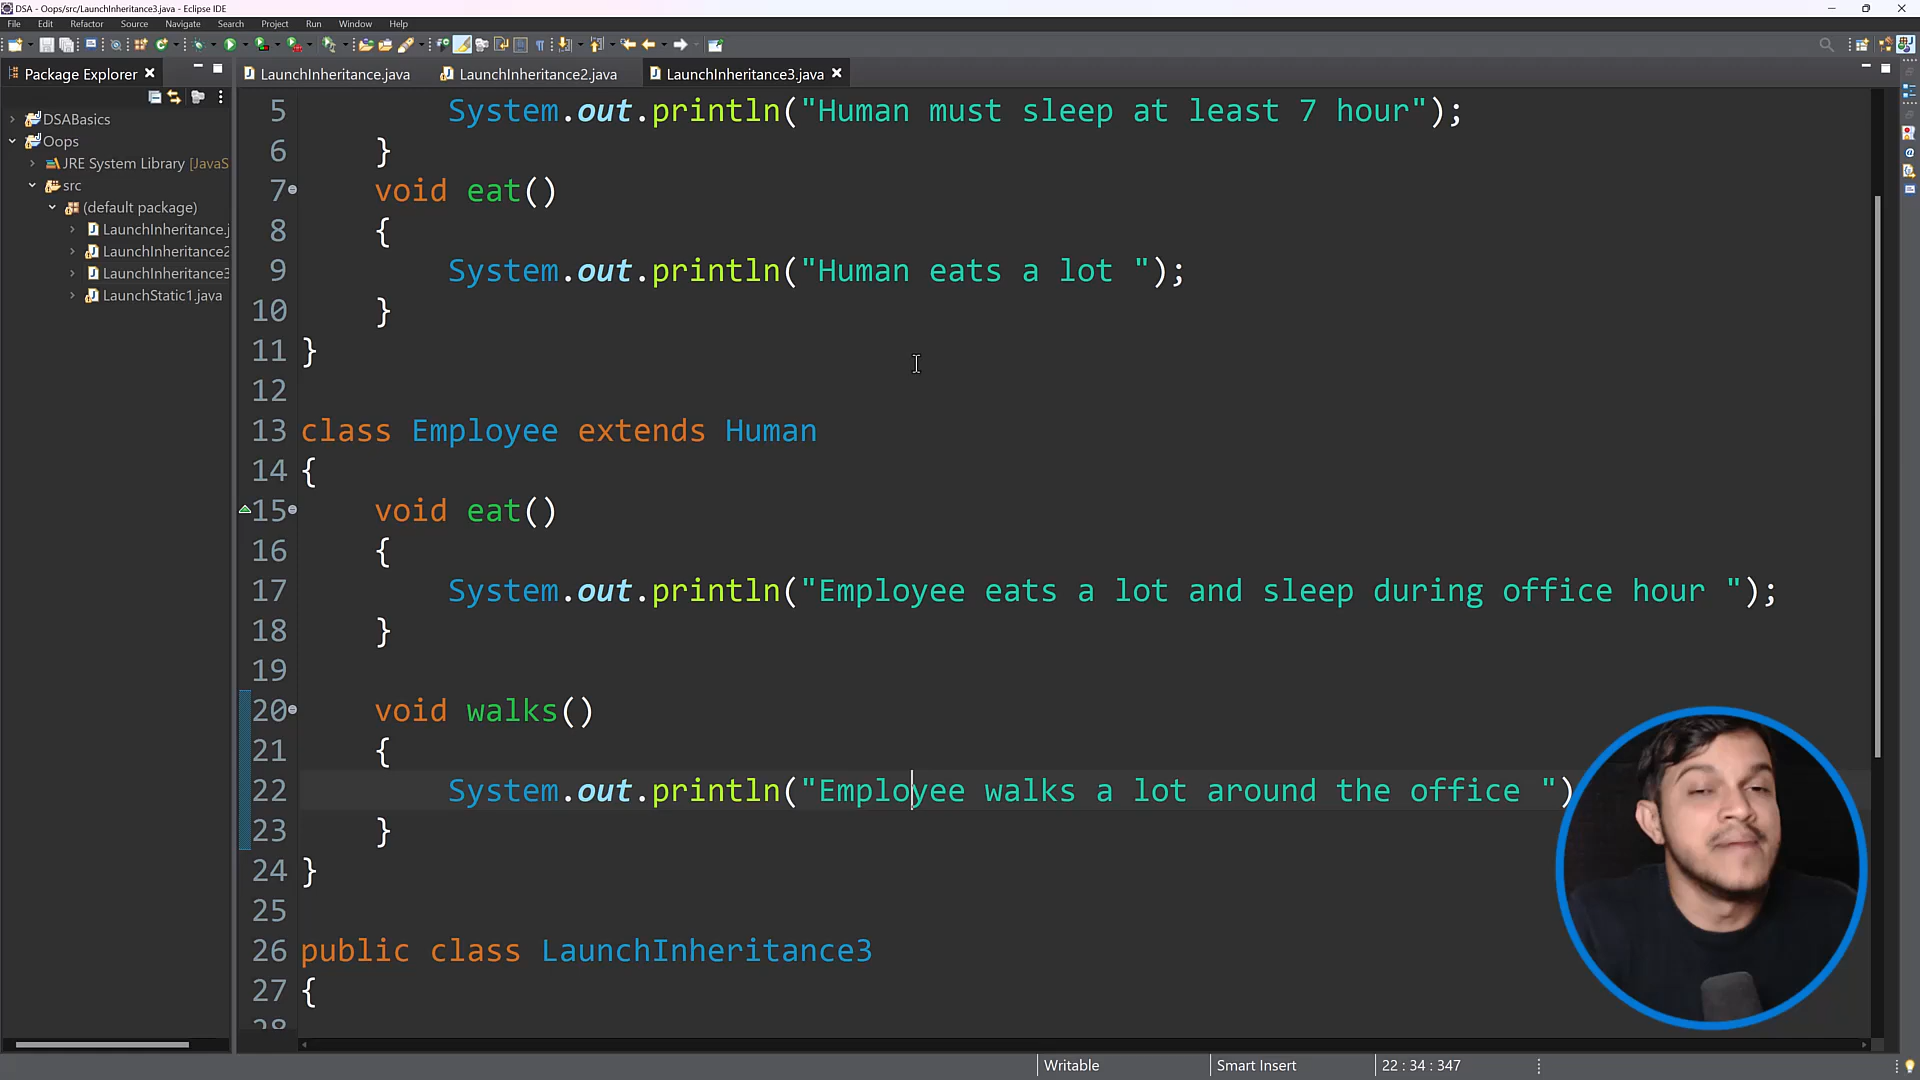 DSA - Oops/src/LaunchInheritance3.java - Eclipse IDE
File Edit Refactor Source Navigate Search Project Run Window Help
Package Explorer
LaunchInheritance.java LaunchInheritance2.java LaunchInheritance3.java
DSABasics
Oops
JRE System Library [JavaS
src
(default package)
LaunchInheritance.j
LaunchInheritance2
LaunchInheritance3
LaunchStatic1.java
5 System.out.println("Human must sleep at least 7 hour");
6 }
7 void eat()
8 {
9 System.out.println("Human eats a lot ");
10 }
11 }
12
13 class Employee extends Human
14 {
15 void eat()
16 {
17 System.out.println("Employee eats a lot and sleep during office hour ");
18 }
19
20 void walks()
21 {
22 System.out.println("Employee walks a lot around the office ")
23 }
24 }
25
26 public class LaunchInheritance3
27 {
28
Writable Smart Insert 22 : 34 : 347